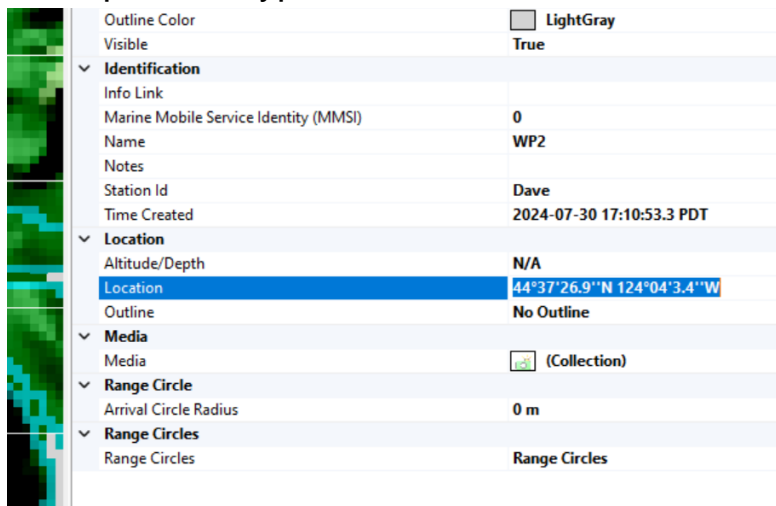 Outline Color LightGray
Visible True
Identification
Info Link
Marine Mobile Service Identity (MMSI) 0
Name WP2
Notes
Station Id Dave
Time Created 2024-07-30 17:10:53.3 PDT
Location
Altitude/Depth N/A
Location 44°37'26.9''N 124°04'3.4''W
Outline No Outline
Media
Media (Collection)
Range Circle
Arrival Circle Radius 0 m
Range Circles
Range Circles Range Circles